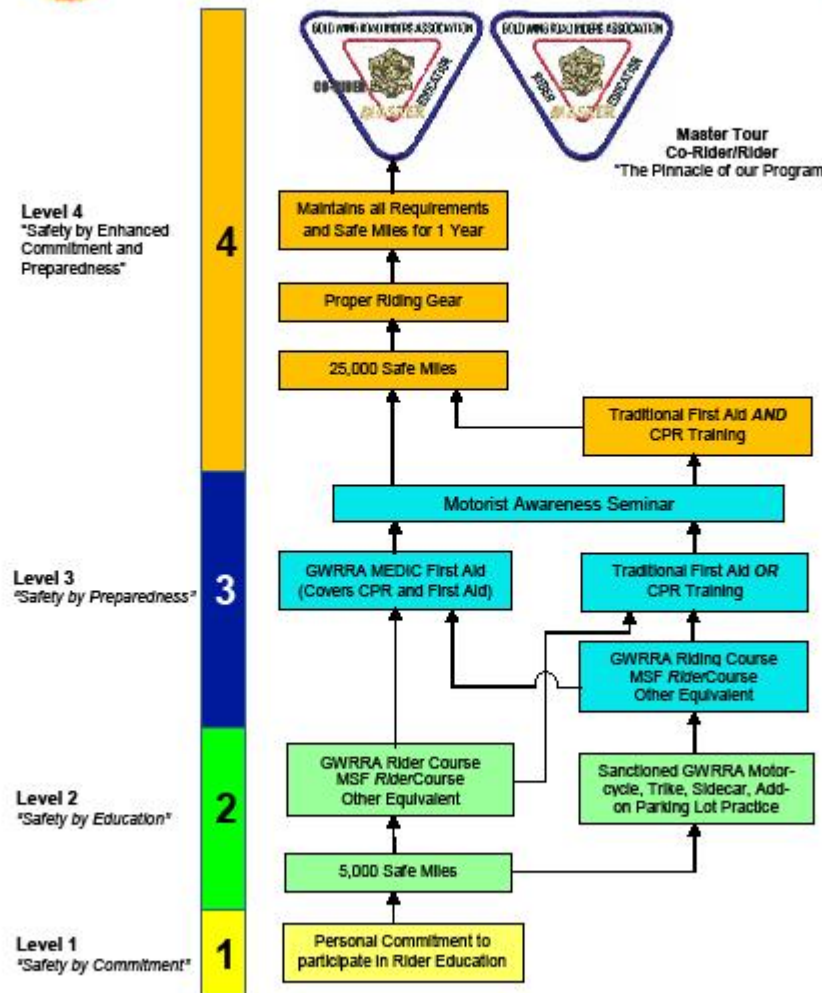 GOLD WING ROAD RIDERS ASSOCIATION
CO-RIDER
EDUCATION
MASTER
GOLD WING ROAD RIDERS ASSOCIATION
RIDER
EDUCATION
MASTER
Master Tour
Co-Rider/Rider
"The Pinnacle of our Program
Level 4
"Safety by Enhanced
Commitment and
Preparedness"
4
Maintains all Requirements
and Safe Miles for 1 Year
Proper Riding Gear
25,000 Safe Miles
Traditional First Aid AND
CPR Training
Motorist Awareness Seminar
Level 3
"Safety by Preparedness"
3
GWRRA MEDIC First Aid
(Covers CPR and First Aid)
Traditional First Aid OR
CPR Training
GWRRA Riding Course
MSF RiderCourse
Other Equivalent
Level 2
"Safety by Education"
2
GWRRA Rider Course
MSF RiderCourse
Other Equivalent
Sanctioned GWRRA Motor-
cycle, Trike, Sidecar, Add-
on Parking Lot Practice
5,000 Safe Miles
Level 1
"Safety by Commitment"
1
Personal Commitment to
participate in Rider Education